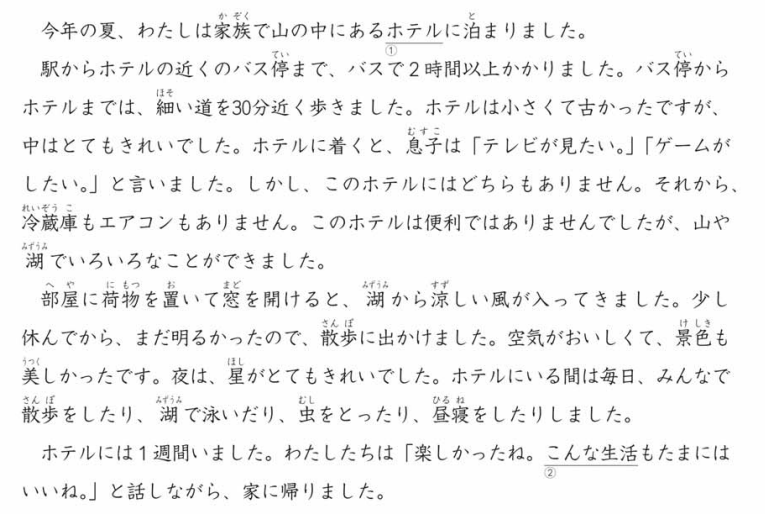 今年の夏、わたしは家族で山の中にあるホテルに泊まりました。
駅からホテルの近くのバス停まで、バスで2時間以上かかりました。バス停から
ホテルまでは、細い道を30分近く歩きました。ホテルは小さくて古かったですが、
中はとてもきれいでした。ホテルに着くと、息子は「テレビが見たい。」「ゲームが
したい。」と言いました。しかし、このホテルにはどちらもありません。それから、
冷蔵庫もエアコンもありません。このホテルは便利ではありませんでしたが、山や
湖でいろいろなことができました。
部屋に荷物を置いて窓を開けると、湖から涼しい風が入ってきました。少し
休んでから、まだ明るかったので、散歩に出かけました。空気がおいしくて、景色も
美しかったです。夜は、星がとてもきれいでした。ホテルにいる間は毎日、みんなで
散歩をしたり、湖で泳いだり、虫をとったり、昼寝をしたりしました。
ホテルには1週間いました。わたしたちは「楽しかったね。こんな生活もたまには
いいね。」と話しながら、家に帰りました。